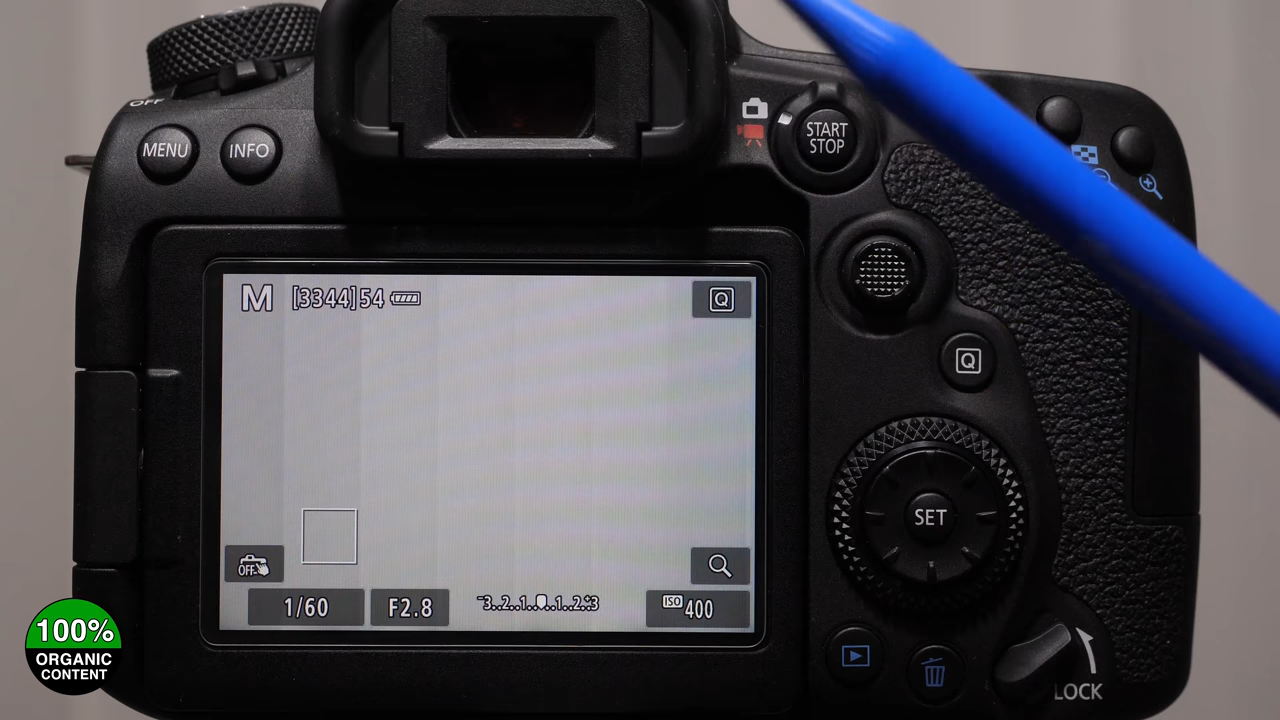 OFF
MENU
INFO
START
STOP
M [3344]54
Q
Q
OFF
1/60
F2.8
-3..2..1..0..1..2..3
ISO 400
SET
LOCK
100%
ORGANIC
CONTENT